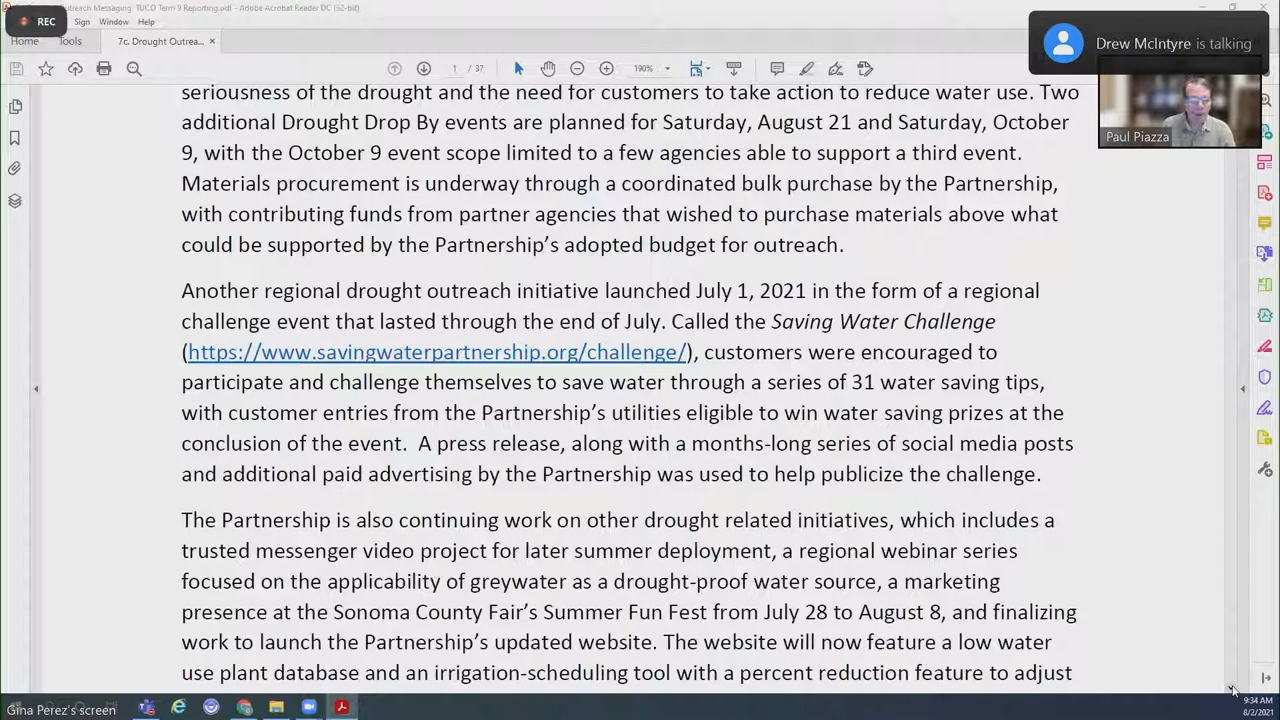 Outreach Messaging TUCO Term 9 Reporting.pdf - Adobe Acrobat Reader DC (32-bit)
REC
Sign Window Help
Drew McIntyre is talking
Home Tools 7c. Drought Outrea... ×
1 / 37 190%
Paul Piazza
seriousness of the drought and the need for customers to take action to reduce water use. Two
additional Drought Drop By events are planned for Saturday, August 21 and Saturday, October
9, with the October 9 event scope limited to a few agencies able to support a third event.
Materials procurement is underway through a coordinated bulk purchase by the Partnership,
with contributing funds from partner agencies that wished to purchase materials above what
could be supported by the Partnership’s adopted budget for outreach.
Another regional drought outreach initiative launched July 1, 2021 in the form of a regional
challenge event that lasted through the end of July. Called the Saving Water Challenge
(https://www.savingwaterpartnership.org/challenge/), customers were encouraged to
participate and challenge themselves to save water through a series of 31 water saving tips,
with customer entries from the Partnership’s utilities eligible to win water saving prizes at the
conclusion of the event. A press release, along with a months-long series of social media posts
and additional paid advertising by the Partnership was used to help publicize the challenge.
The Partnership is also continuing work on other drought related initiatives, which includes a
trusted messenger video project for later summer deployment, a regional webinar series
focused on the applicability of greywater as a drought-proof water source, a marketing
presence at the Sonoma County Fair’s Summer Fun Fest from July 28 to August 8, and finalizing
work to launch the Partnership’s updated website. The website will now feature a low water
use plant database and an irrigation-scheduling tool with a percent reduction feature to adjust
Gina Perez's screen
9:34 AM
8/2/2021